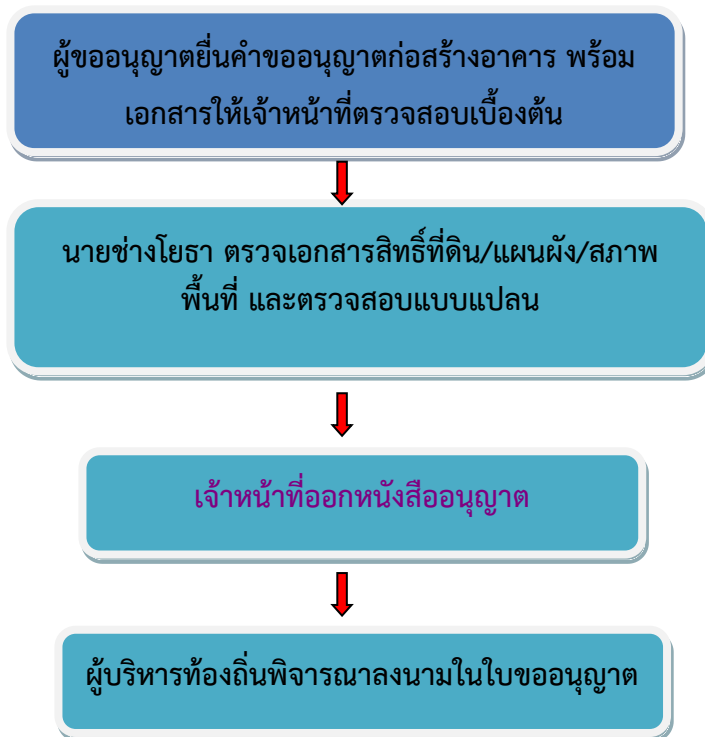 ผู้ขออนุญาตยื่นคำขออนุญาตก่อสร้างอาคาร พร้อม
เอกสารให้เจ้าหน้าที่ตรวจสอบเบื้องต้น
นายช่างโยธา ตรวจเอกสารสิทธิ์ที่ดิน/แผนผัง/สภาพ
พื้นที่ และตรวจสอบแบบแปลน
เจ้าหน้าที่ออกหนังสืออนุญาต
ผู้บริหารท้องถิ่นพิจารณาลงนามในใบขออนุญาต